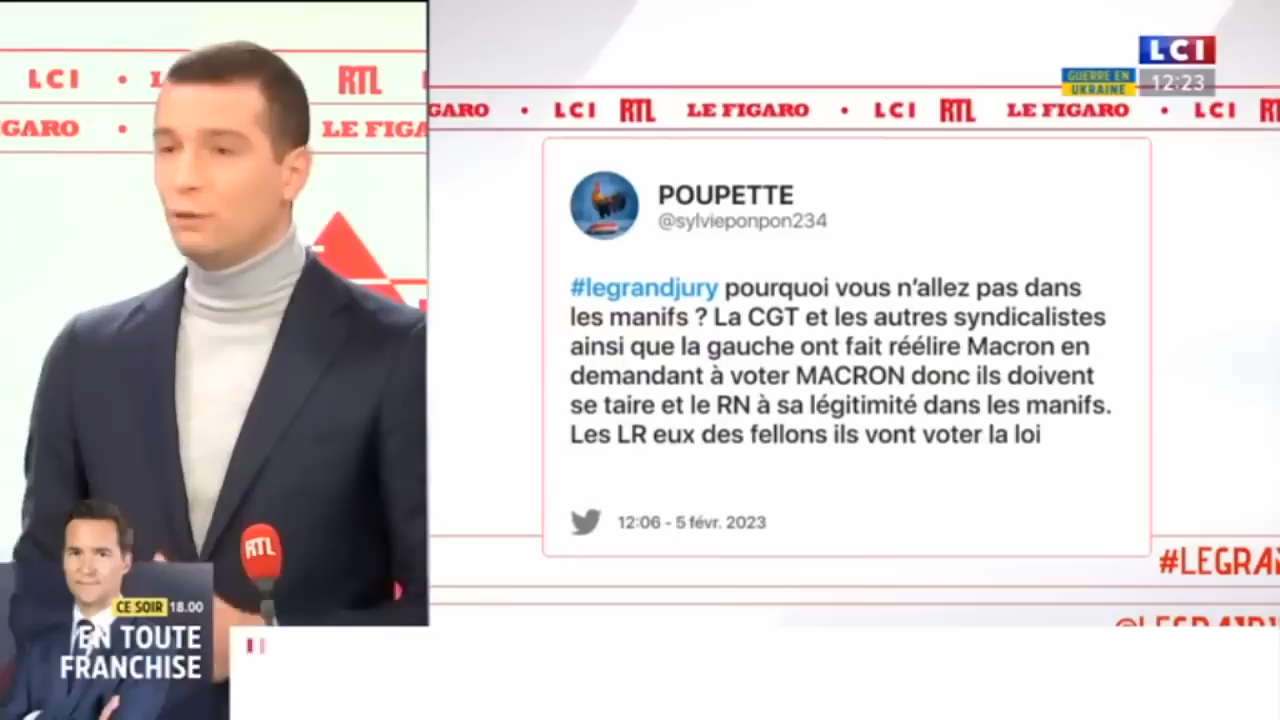 LCI
GUERRE EN
UKRAINE
12:23
LCI • RTL
GARO • LE FIGA
GARO • LCI RTL LE FIGARO • LCI RTL LE FIGARO • LCI
POUPETTE
@sylvieponpon234
#legrandjury pourquoi vous n'allez pas dans
les manifs ? La CGT et les autres syndicalistes
ainsi que la gauche ont fait réélire Macron en
demandant à voter MACRON donc ils doivent
se taire et le RN à sa légitimité dans les manifs.
Les LR eux des fellons ils vont voter la loi
12:06 - 5 févr. 2023
#LEGRA
RTL
CE SOIR 18.00
EN TOUTE
FRANCHISE